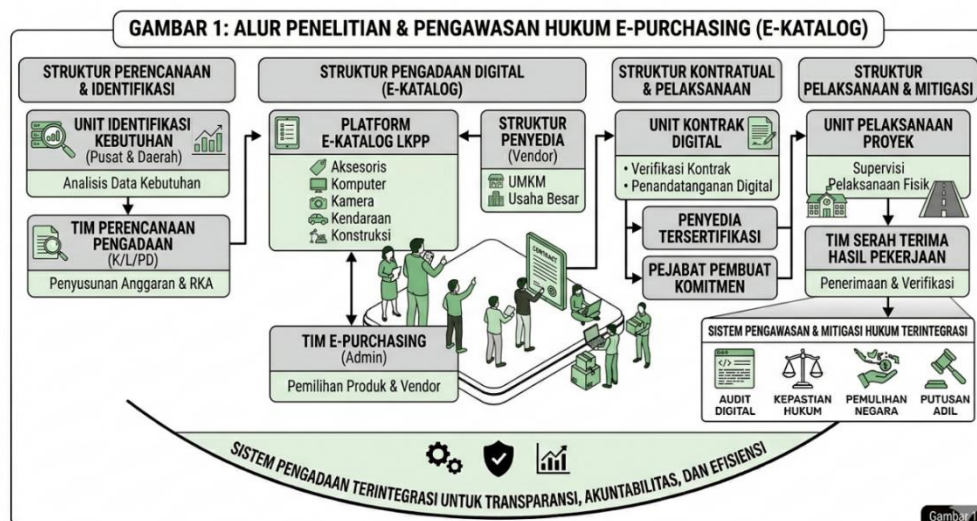 GAMBAR 1: ALUR PENELITIAN & PENGAWASAN HUKUM E-PURCHASING (E-KATALOG)
STRUKTUR PERENCANAAN
& IDENTIFIKASI
UNIT IDENTIFIKASI
KEBUTUHAN
(Pusat & Daerah)
Analisis Data Kebutuhan
TIM PERENCANAAN
PENGADAAN
(K/L/PD)
Penyusunan Anggaran & RKA
STRUKTUR PENGADAAN DIGITAL
(E-KATALOG)
PLATFORM
E-KATALOG LKPP
Aksesoris
Komputer
Kamera
Kendaraan
Konstruksi
STRUKTUR
PENYEDIA
(Vendor)
UMKM
Usaha Besar
CONTRACT
TIM E-PURCHASING
(Admin)
Pemilihan Produk & Vendor
STRUKTUR KONTRATUAL
& PELAKSANAAN
UNIT KONTRAK
DIGITAL
• Verifikasi Kontrak
• Penandatanganan Digital
PENYEDIA
TERSERTIFIKASI
PEJABAT PEMBUAT
KOMITMEN
STRUKTUR
PELAKSANAAN & MITIGASI
UNIT PELAKSANAAN
PROYEK
Supervisi
Pelaksanaan Fisik
TIM SERAH TERIMA
HASIL PEKERJAAN
Penerimaan & Verifikasi
SISTEM PENGAWASAN & MITIGASI HUKUM TERINTEGRASI
AUDIT
DIGITAL
KEPASTIAN
HUKUM
PEMULIHAN
NEGARA
PUTUSAN
ADIL
SISTEM PENGADAAN TERINTEGRASI UNTUK TRANSPARANSI, AKUNTABILITAS, DAN EFISIENSI
Gambar 1